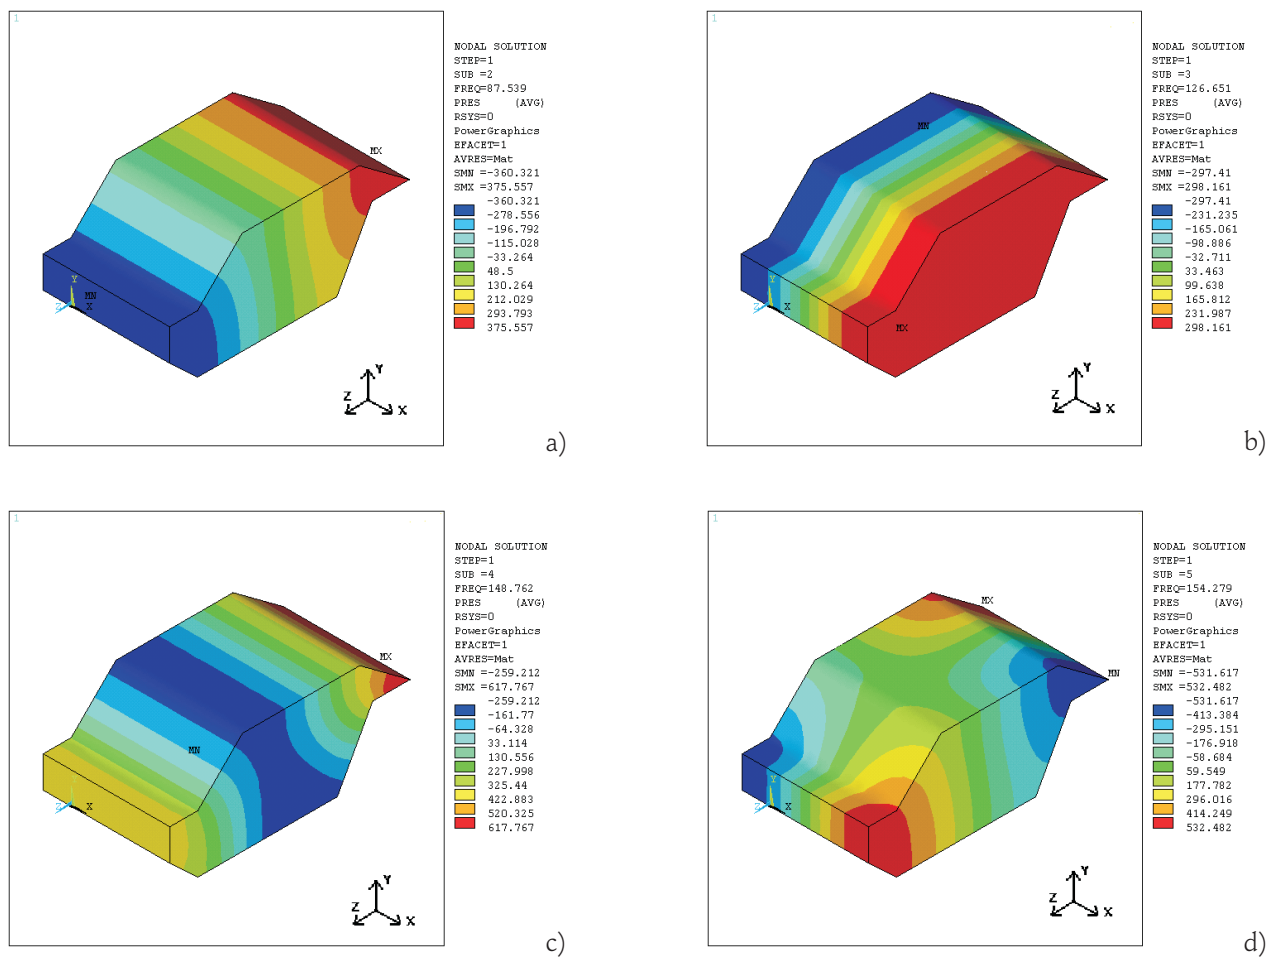 1
NODAL SOLUTION
STEP=1
SUB =2
FREQ=87.539
PRES (AVG)
RSYS=0
PowerGraphics
EFACET=1
AVRES=Mat
SMN =-360.321
SMX =375.557
-360.321
-278.556
-196.792
-115.028
-33.264
48.5
130.264
212.029
293.793
375.557
MX
MN
Y
Z X
Y
Z
X
a)
1
NODAL SOLUTION
STEP=1
SUB =3
FREQ=126.651
PRES (AVG)
RSYS=0
PowerGraphics
EFACET=1
AVRES=Mat
SMN =-297.41
SMX =298.161
-297.41
-231.235
-165.061
-98.886
-32.711
33.463
99.638
165.812
231.987
298.161
MN
MX
Y
Z X
Y
Z
X
b)
1
NODAL SOLUTION
STEP=1
SUB =4
FREQ=148.762
PRES (AVG)
RSYS=0
PowerGraphics
EFACET=1
AVRES=Mat
SMN =-259.212
SMX =617.767
-259.212
-161.77
-64.328
33.114
130.556
227.998
325.44
422.883
520.325
617.767
MX
MN
Y
Z X
Y
Z
X
c)
1
NODAL SOLUTION
STEP=1
SUB =5
FREQ=154.279
PRES (AVG)
RSYS=0
PowerGraphics
EFACET=1
AVRES=Mat
SMN =-531.617
SMX =532.482
-531.617
-413.384
-295.151
-176.918
-58.684
59.549
177.782
296.016
414.249
532.482
MX
MN
Y
Z X
Y
Z
X
d)